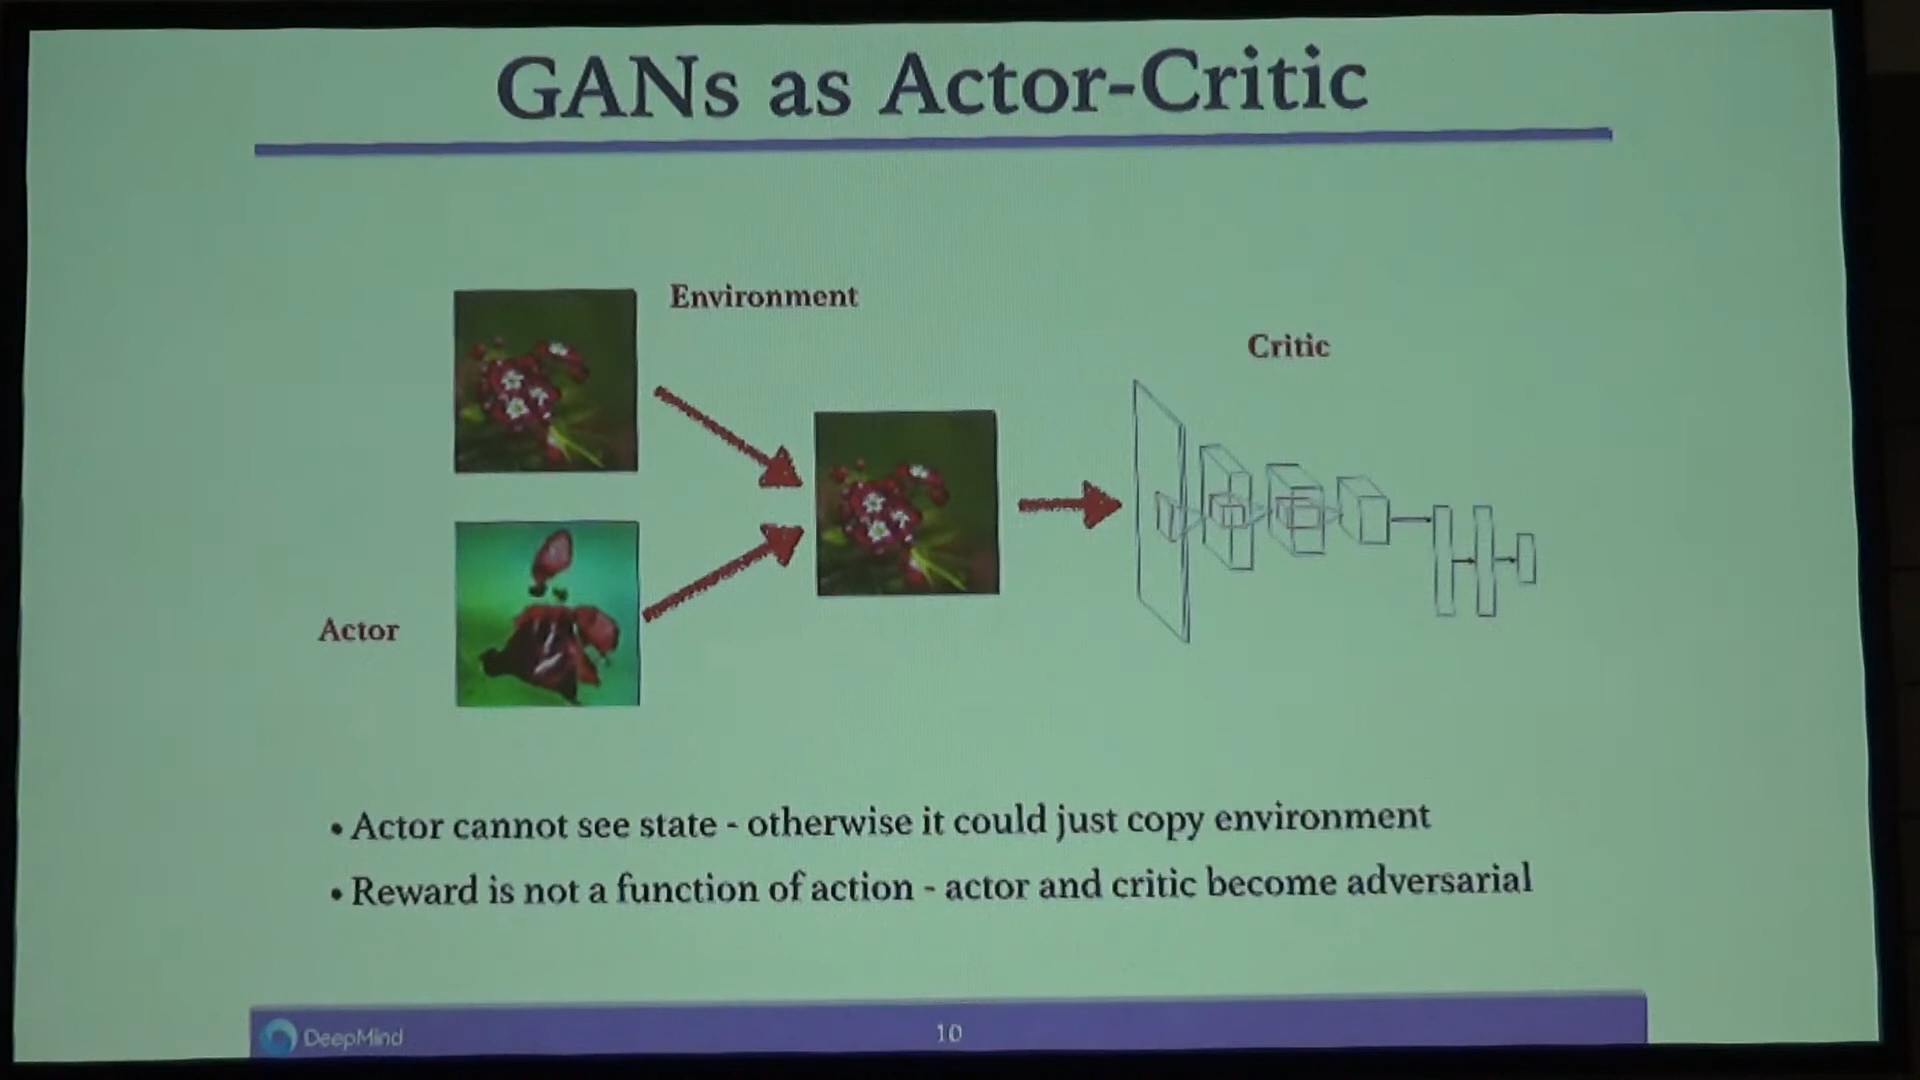 GANs as Actor-Critic
Environment
Critic
Actor
• Actor cannot see state - otherwise it could just copy environment
• Reward is not a function of action - actor and critic become adversarial
DeepMind
10